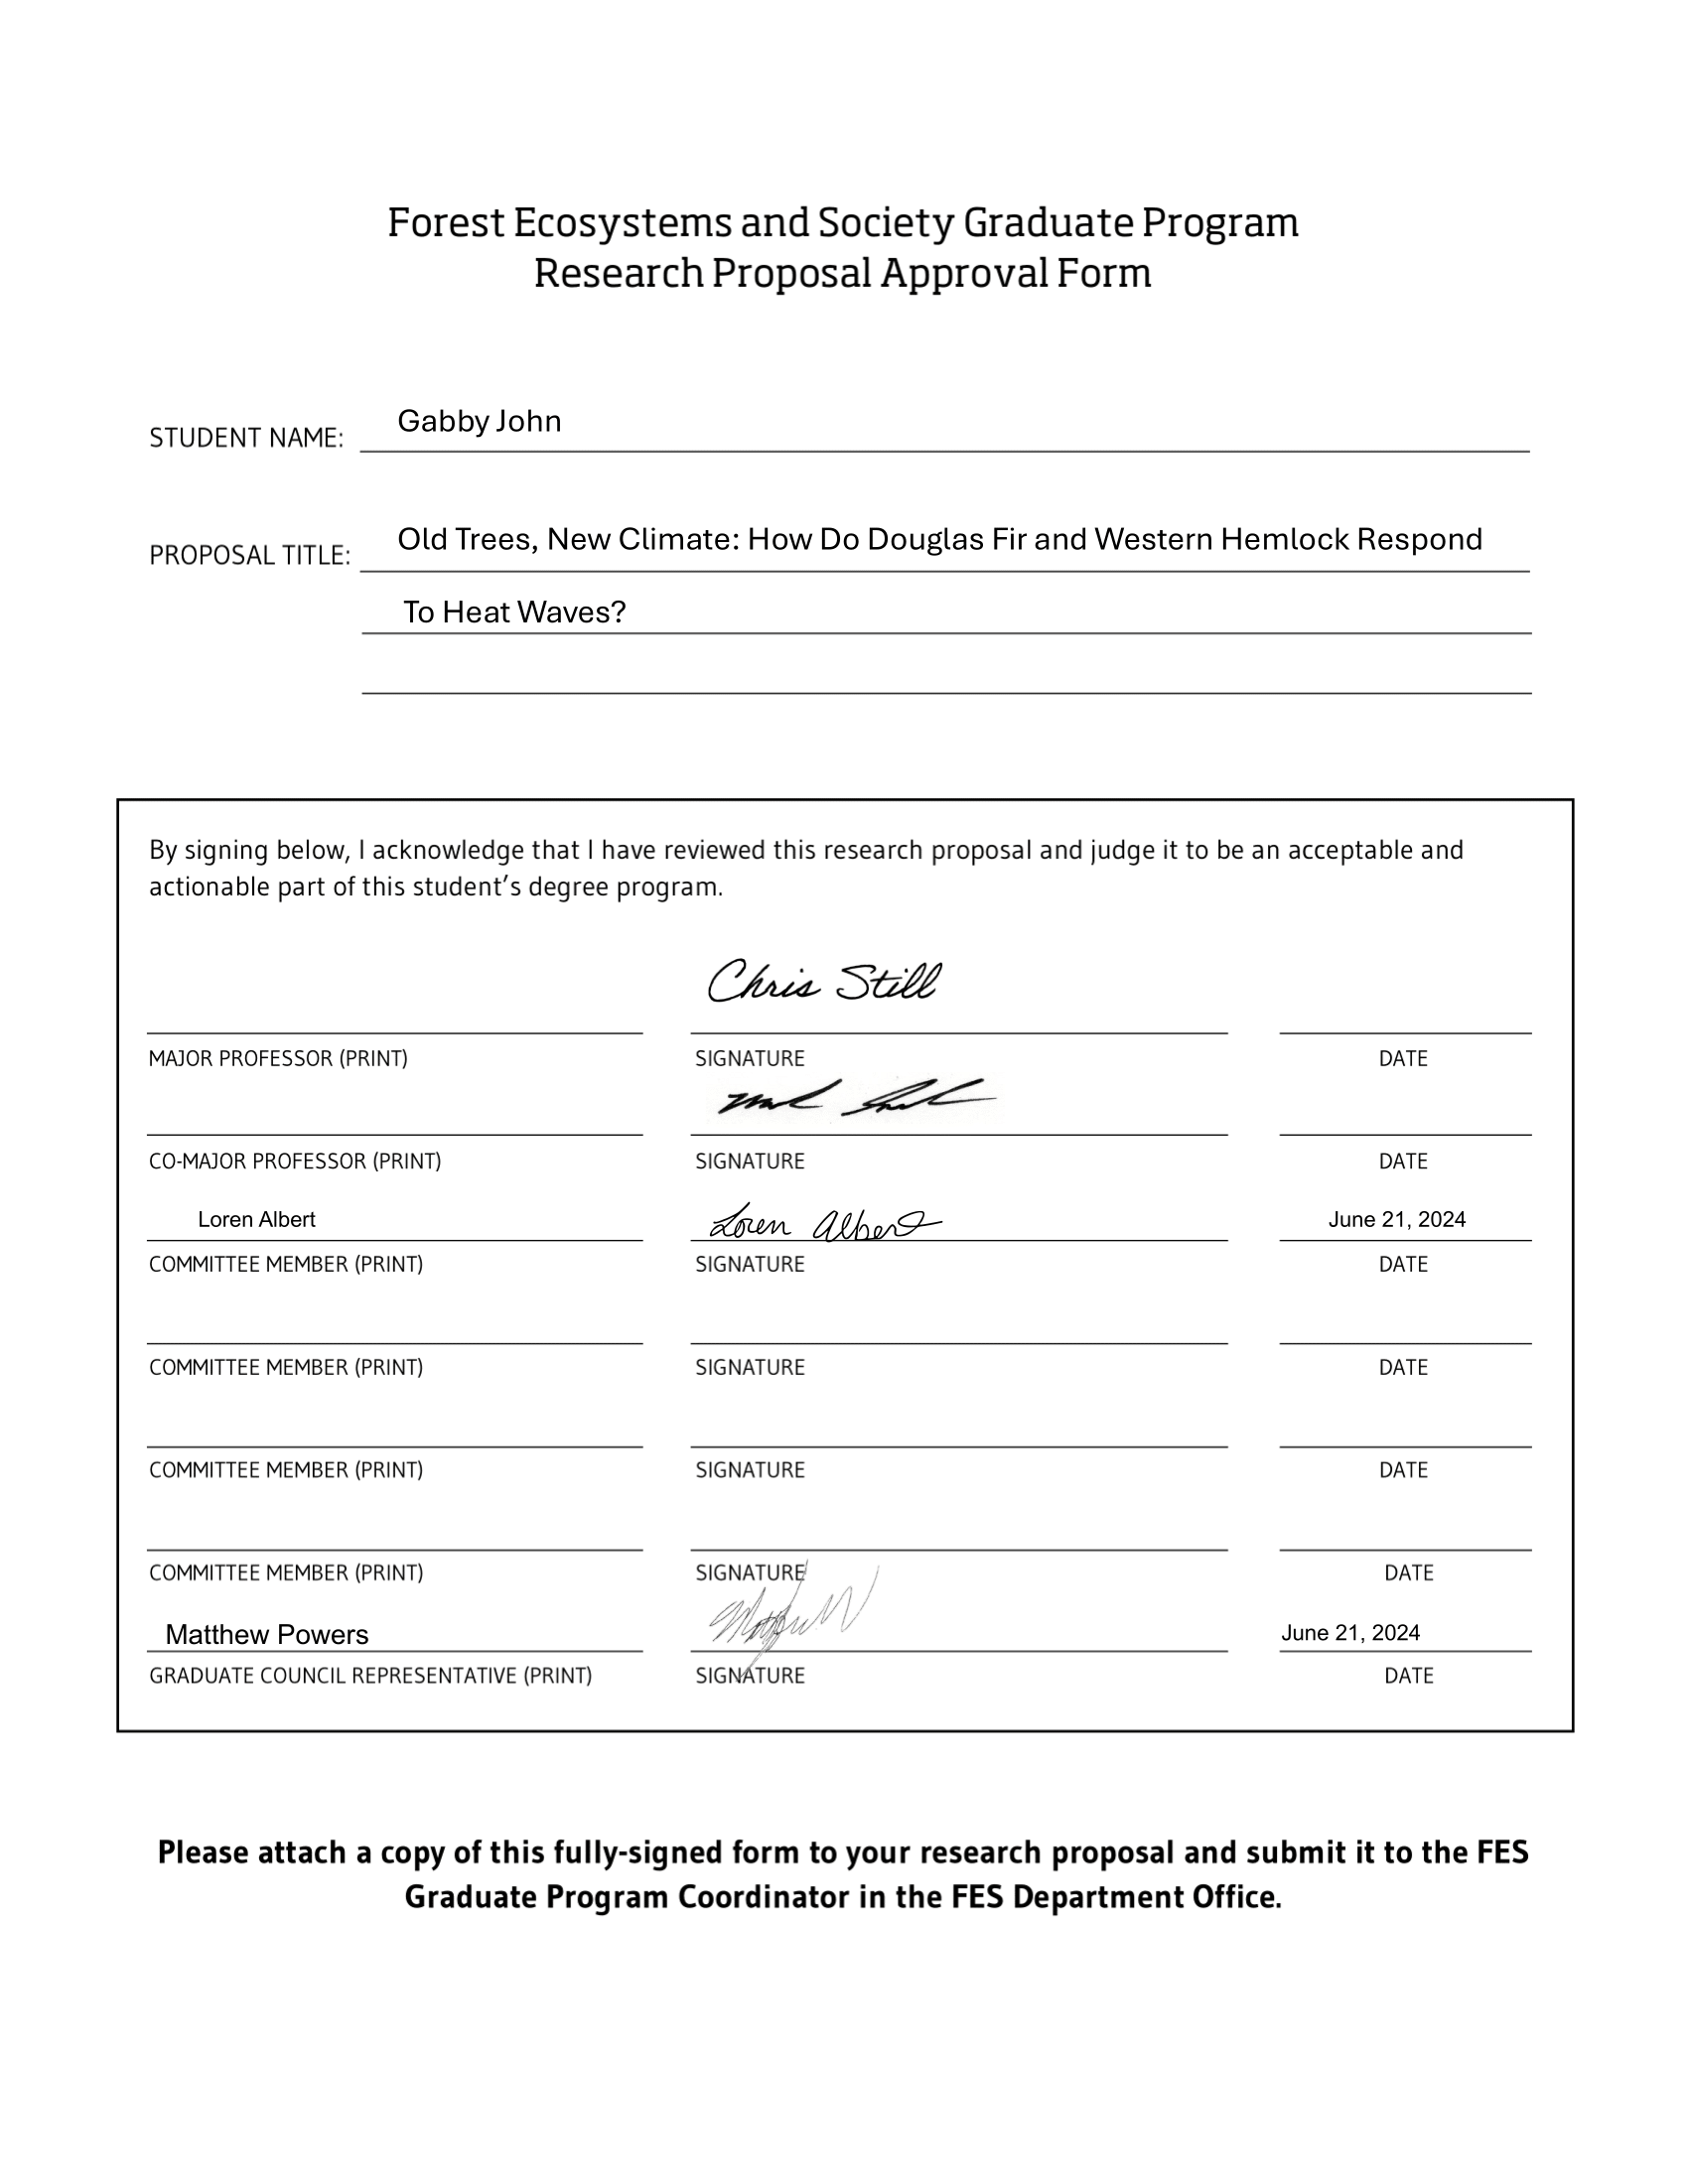 Forest Ecosystems and Society Graduate Program
Research Proposal Approval Form
STUDENT NAME: Gabby John
PROPOSAL TITLE: Old Trees, New Climate: How Do Douglas Fir and Western Hemlock Respond
To Heat Waves?
By signing below, I acknowledge that I have reviewed this research proposal and judge it to be an acceptable and
actionable part of this student's degree program.
Chris Still
MAJOR PROFESSOR (PRINT) SIGNATURE DATE
CO-MAJOR PROFESSOR (PRINT) SIGNATURE DATE
Loren Albert Loren Albert June 21, 2024
COMMITTEE MEMBER (PRINT) SIGNATURE DATE
COMMITTEE MEMBER (PRINT) SIGNATURE DATE
COMMITTEE MEMBER (PRINT) SIGNATURE DATE
COMMITTEE MEMBER (PRINT) SIGNATURE DATE
Matthew Powers June 21, 2024
GRADUATE COUNCIL REPRESENTATIVE (PRINT) SIGNATURE DATE
Please attach a copy of this fully-signed form to your research proposal and submit it to the FES
Graduate Program Coordinator in the FES Department Office.